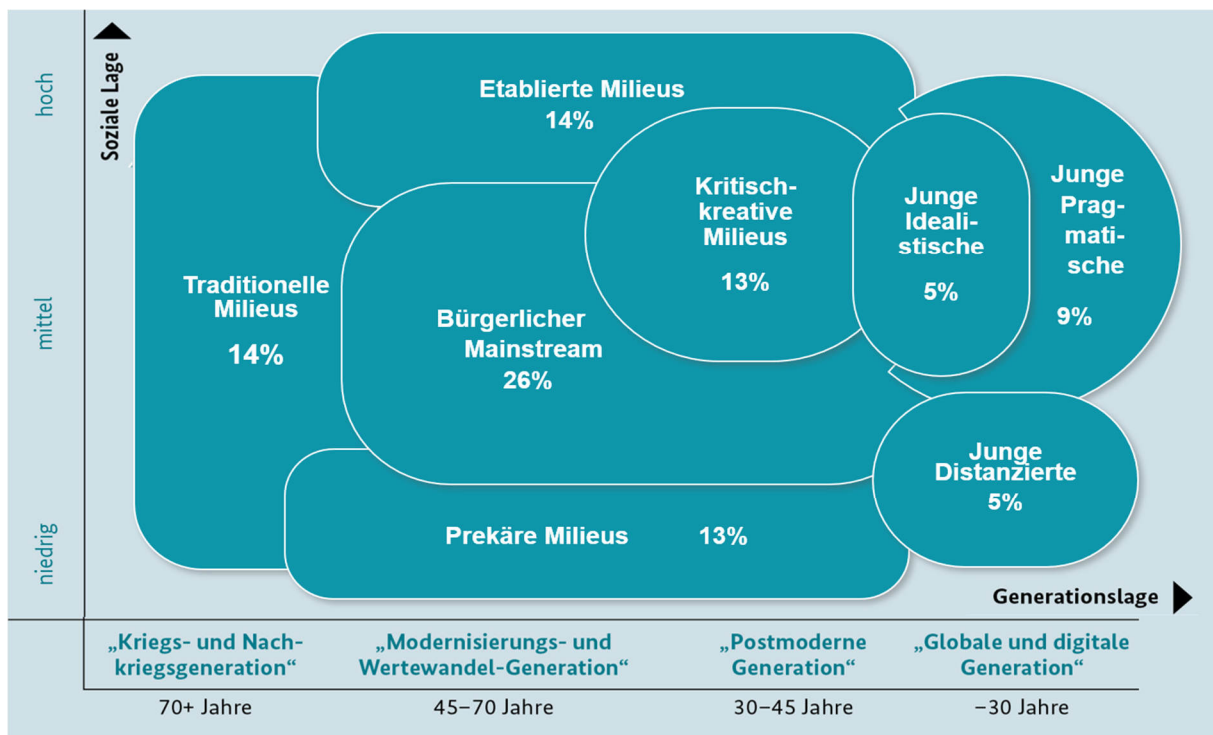 Soziale Lage
hoch
mittel
niedrig
Etablierte Milieus
14%
Kritisch-
kreative
Milieus
13%
Junge
Ideali-
stische
5%
Junge
Prag-
mati-
sche
9%
Traditionelle
Milieus
14%
Bürgerlicher
Mainstream
26%
Junge
Distanzierte
5%
Prekäre Milieus 13%
Generationslage
„Kriegs- und Nach-
kriegsgeneration“
„Modernisierungs- und
Wertewandel-Generation“
„Postmoderne
Generation“
„Globale und digitale
Generation“
70+ Jahre
45–70 Jahre
30–45 Jahre
–30 Jahre